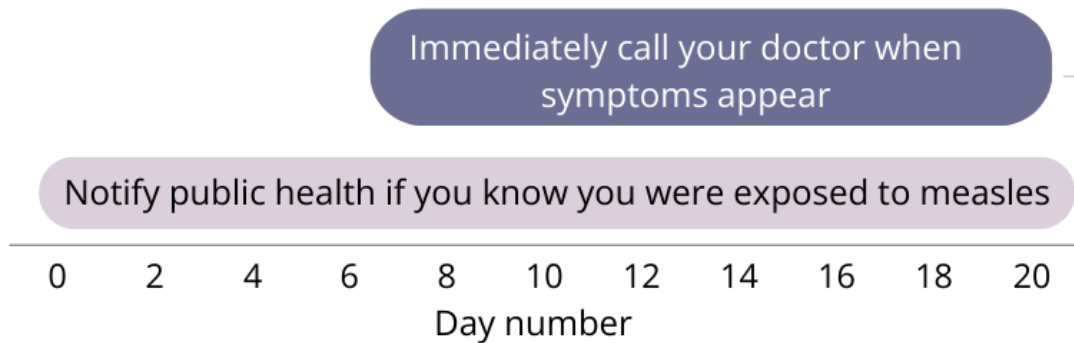 Immediately call your doctor when
symptoms appear
Notify public health if you know you were exposed to measles
0 2 4 6 8 10 12 14 16 18 20
Day number